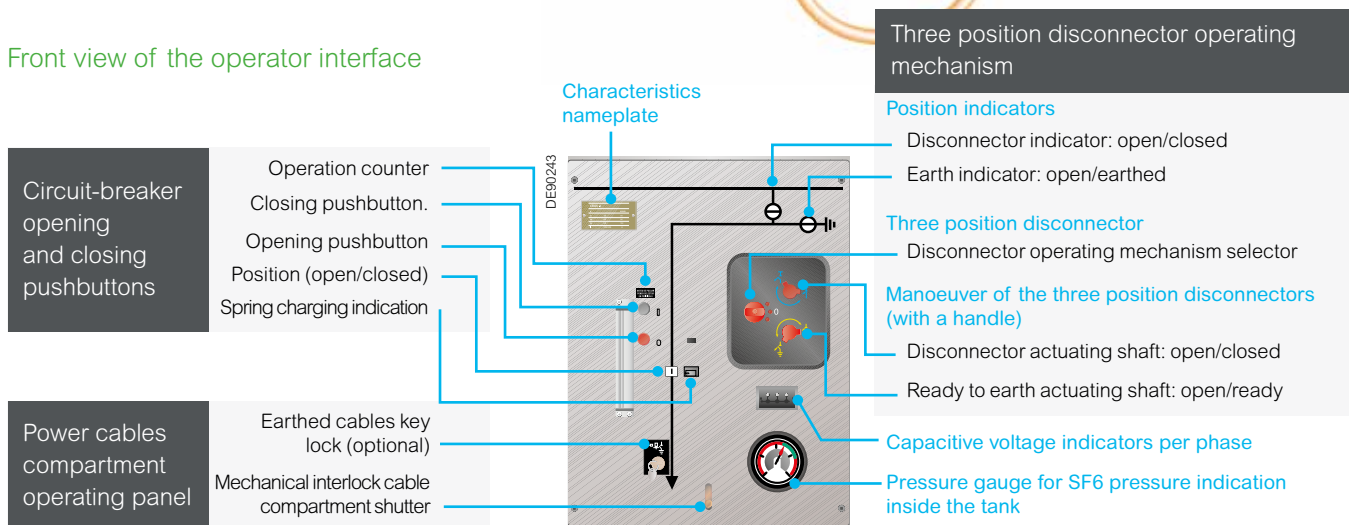 Front view of the operator interface
Circuit-breaker
opening
and closing
pushbuttons
Operation counter
Closing pushbutton.
Opening pushbutton
Position (open/closed)
Spring charging indication
Power cables
compartment
operating panel
Earthed cables key
lock (optional)
Mechanical interlock cable
compartment shutter
Characteristics
nameplate
DE90243
I
O
I
O
Three position disconnector operating
mechanism
Position indicators
Disconnector indicator: open/closed
Earth indicator: open/earthed
Three position disconnector
Disconnector operating mechanism selector
Manoeuver of the three position disconnectors
(with a handle)
Disconnector actuating shaft: open/closed
Ready to earth actuating shaft: open/ready
Capacitive voltage indicators per phase
Pressure gauge for SF6 pressure indication
inside the tank